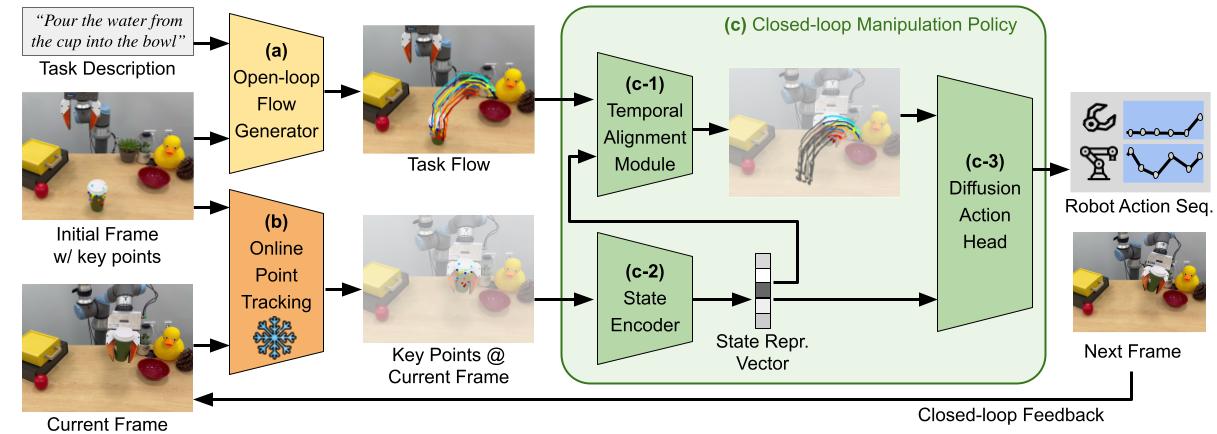 “Pour the water from
the cup into the bowl”
Task Description
Initial Frame
w/ key points
Current Frame
(a)
Open-loop
Flow
Generator
(b)
Online
Point
Tracking
Task Flow
Key Points @
Current Frame
(c) Closed-loop Manipulation Policy
(c-1)
Temporal
Alignment
Module
(c-2)
State
Encoder
State Repr.
Vector
(c-3)
Diffusion
Action
Head
Robot Action Seq.
Next Frame
Closed-loop Feedback